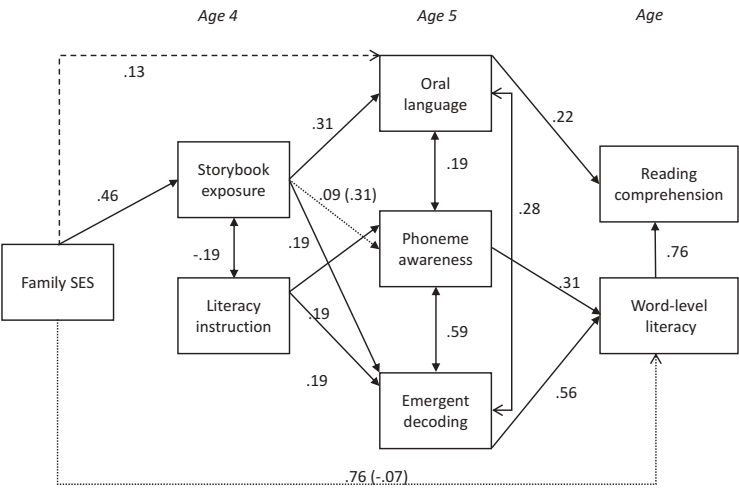 Age 4
Age 5
Age
.13
Oral
language
.31
.22
Storybook
exposure
.19
Reading
comprehension
.46
.09 (.31)
.28
-.19
.19
Phoneme
awareness
.76
Family SES
.31
Literacy
instruction
.19
Word-level
literacy
.59
.19
.56
Emergent
decoding
.76 (-.07)